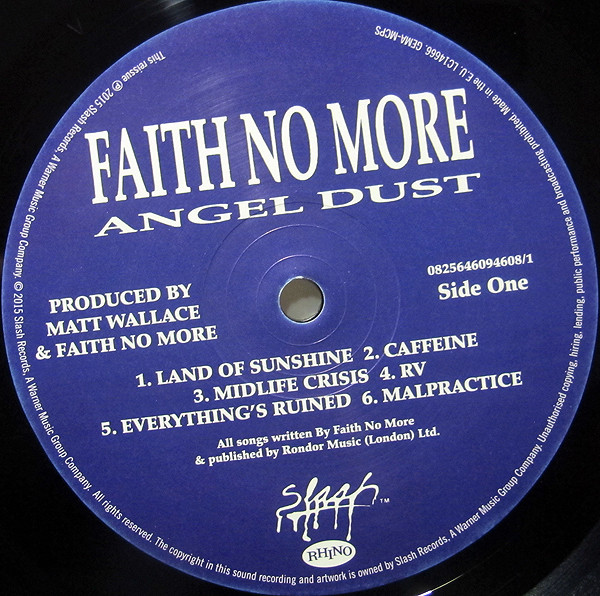 FAITH NO MORE
ANGEL DUST
PRODUCED BY
MATT WALLACE
& FAITH NO MORE
0825646094608/1
Side One
1. LAND OF SUNSHINE 2. CAFFEINE
3. MIDLIFE CRISIS 4. RV
5. EVERYTHING'S RUINED 6. MALPRACTICE
All songs written By Faith No More
& published by Rondor Music (London) Ltd.
slash ™
RHINO
This reissue ℗ 2015 Slash Records, A Warner Music Group Company. © 2015 Slash Records, A Warner Music Group Company. All rights reserved. The copyright in this sound recording and artwork is owned by Slash Records, A Warner Music Group Company. Unauthorised copying, hiring, lending, public performance and broadcasting prohibited. Made in the E.U. LC14666. GEMA-MCPS